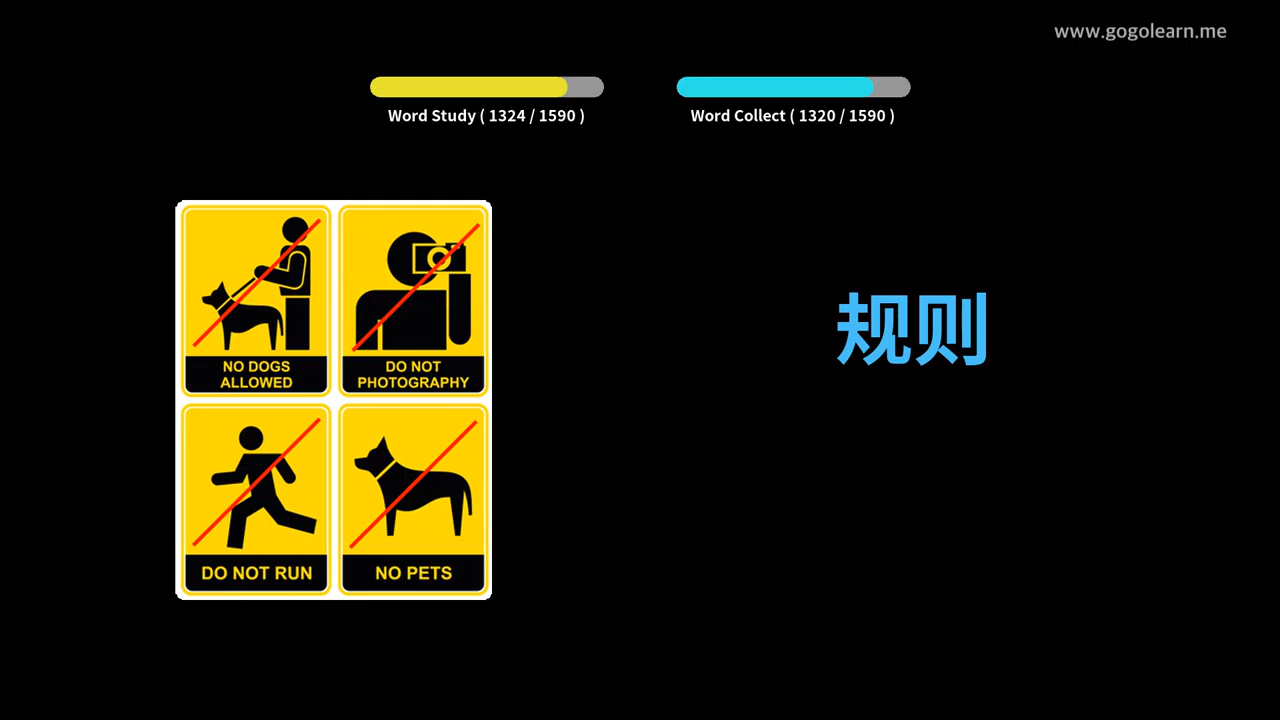 www.gogolearn.me
Word Study ( 1324 / 1590 )
Word Collect ( 1320 / 1590 )
NO DOGS
ALLOWED
DO NOT
PHOTOGRAPHY
规则
DO NOT RUN
NO PETS